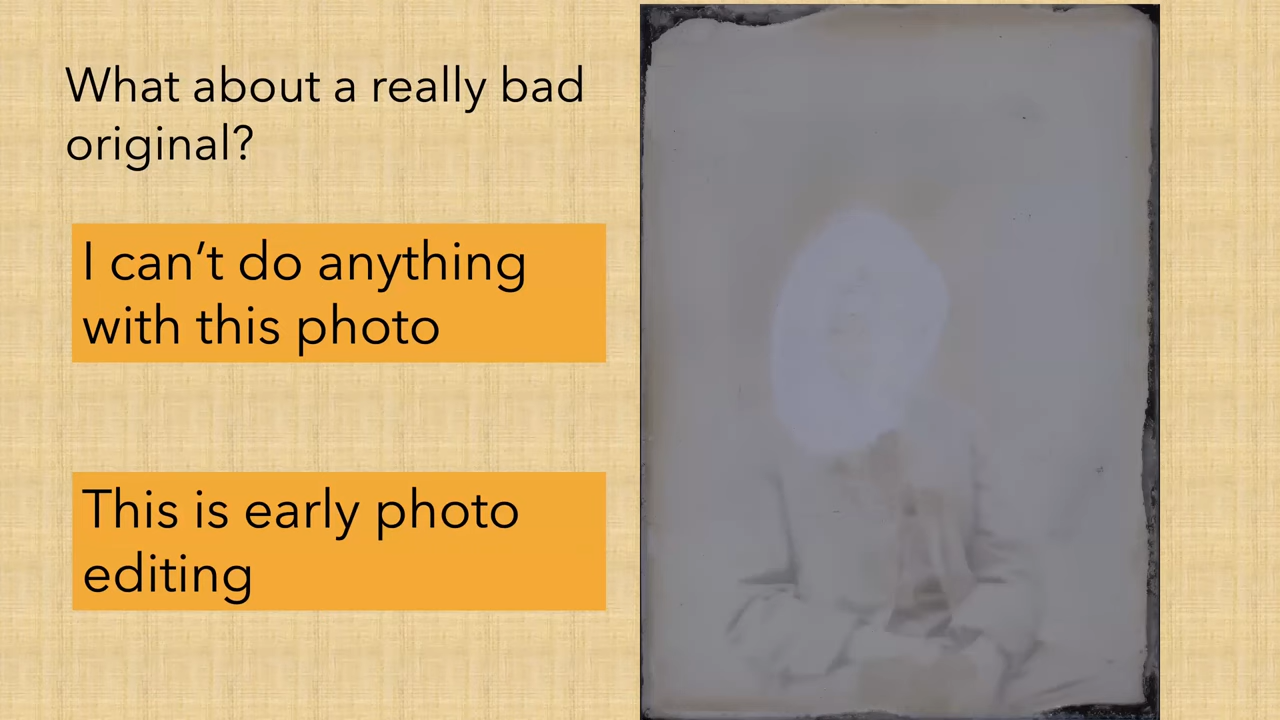 What about a really bad
original?
I can’t do anything
with this photo
This is early photo
editing